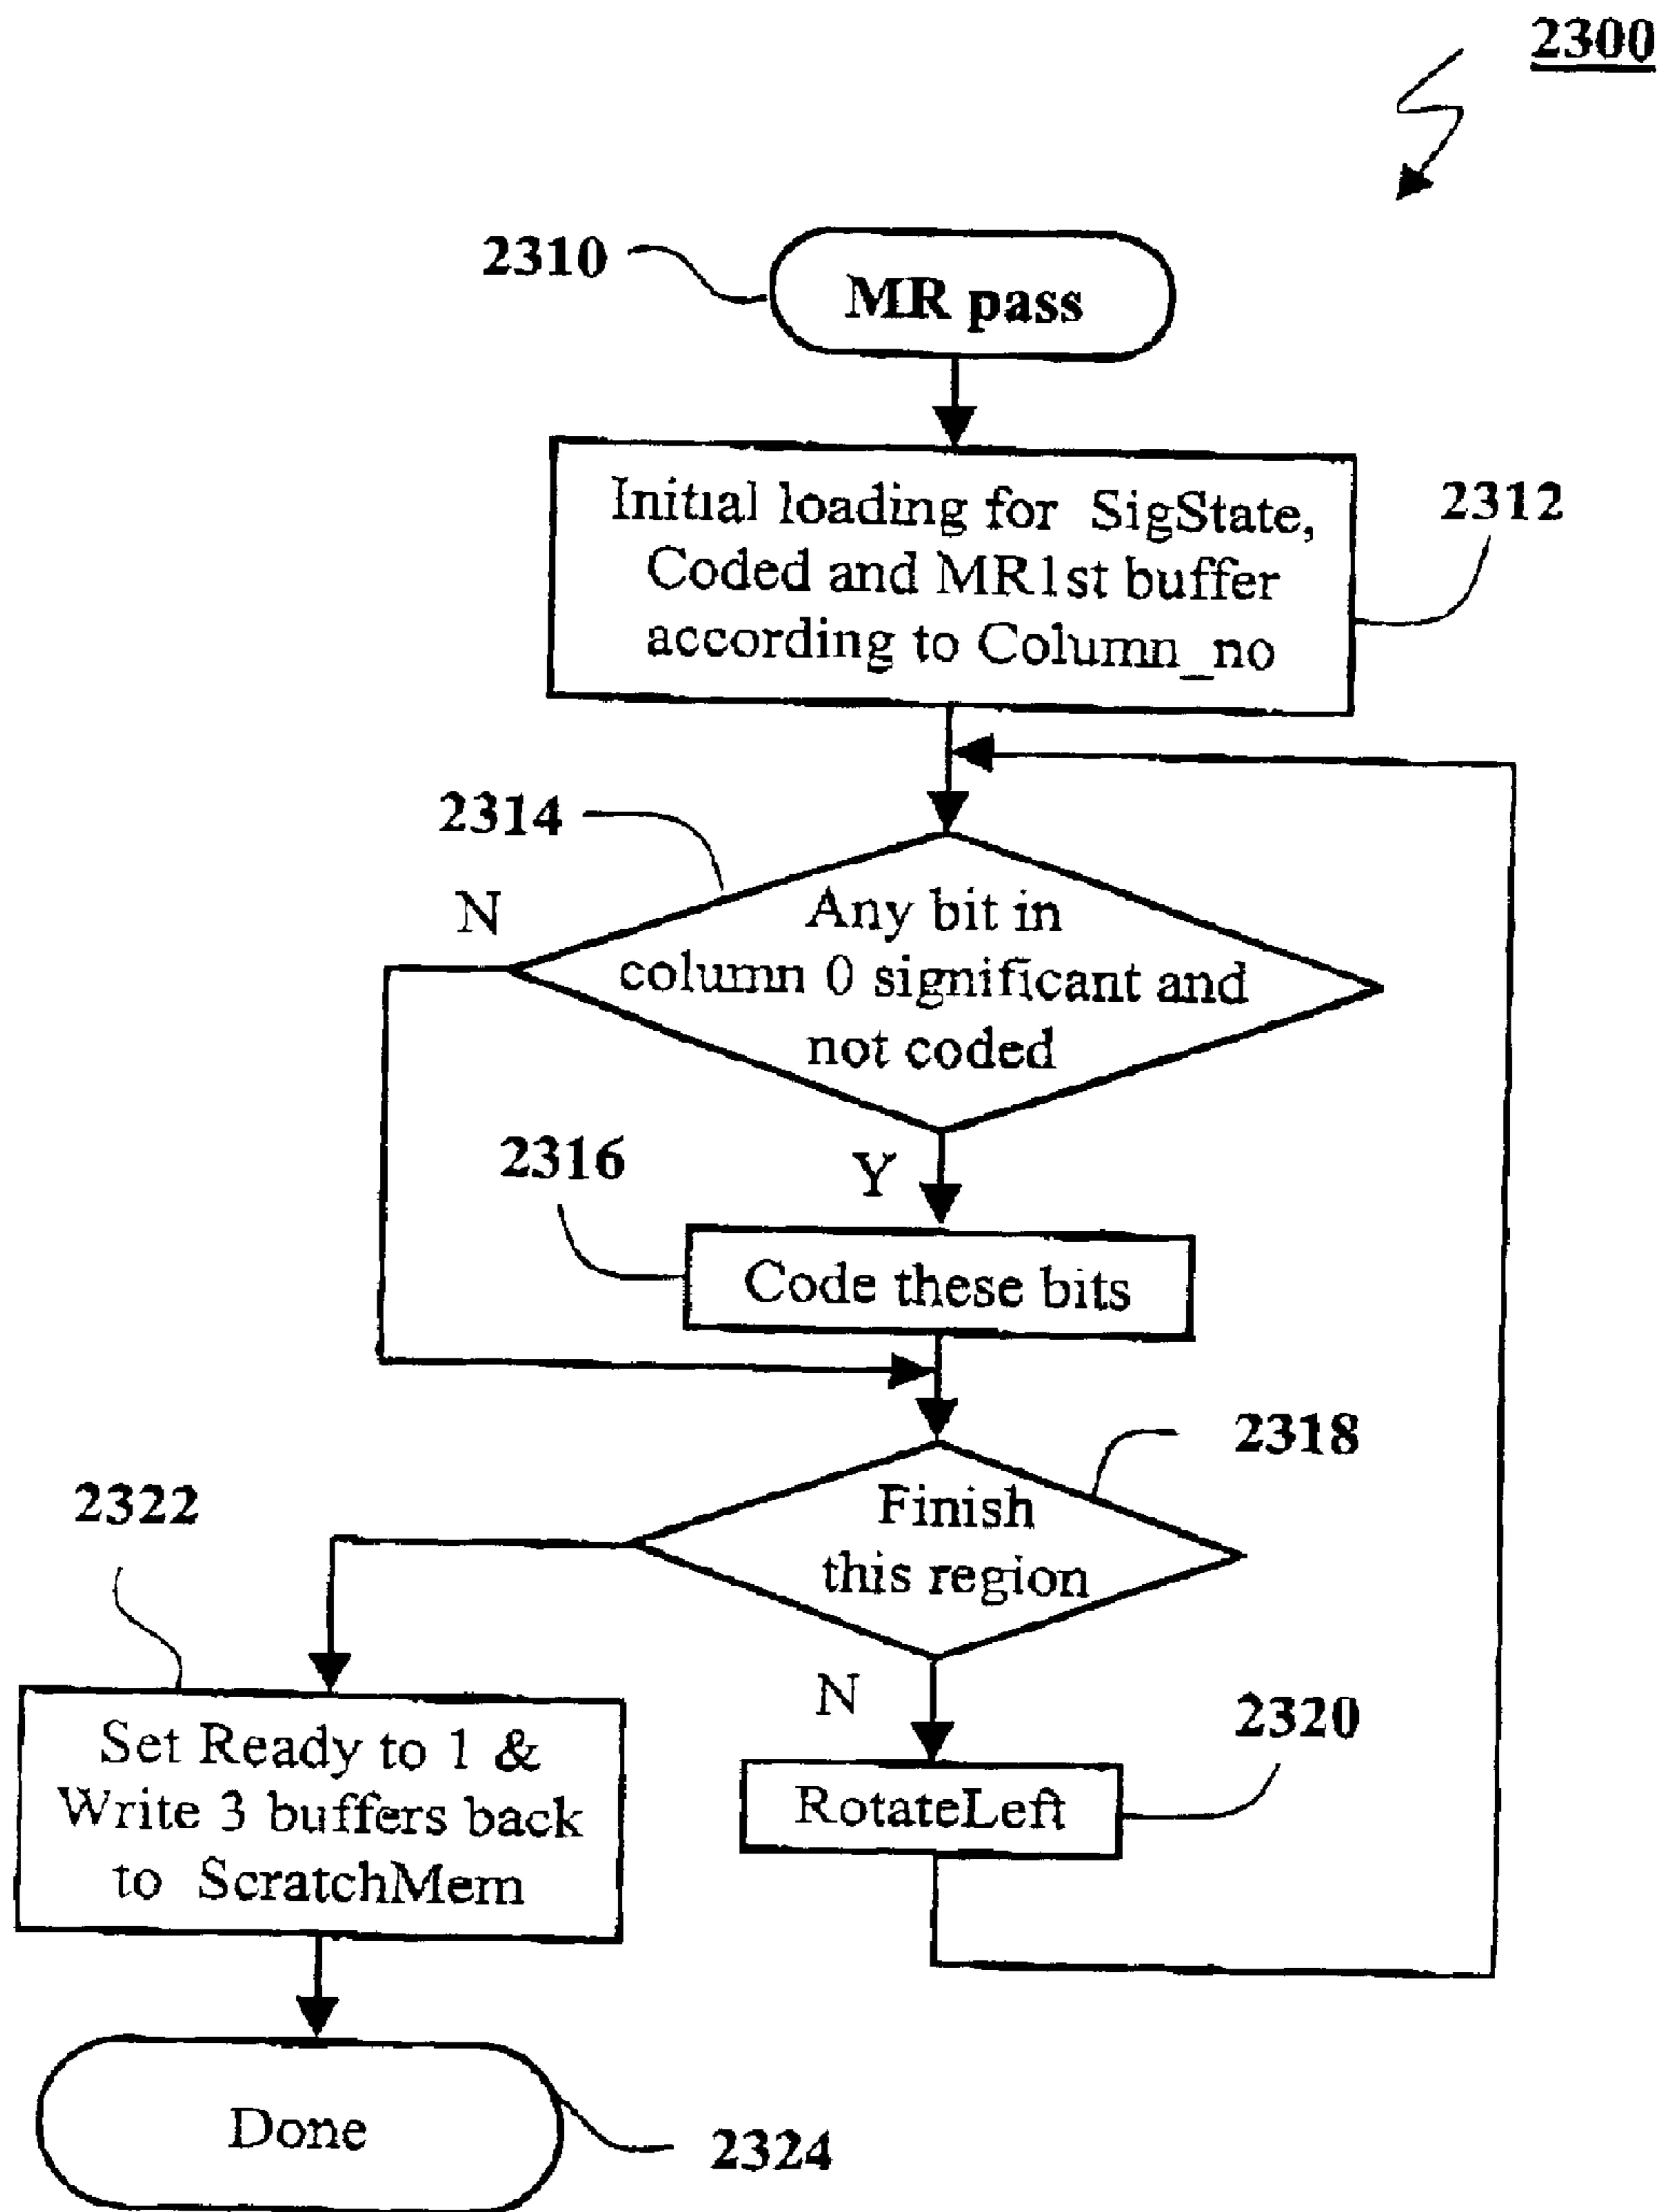 2300
2310
MR pass
Initial loading for SigState,
Coded and MR1st buffer
according to Column_no
2312
2314
N
Any bit in
column 0 significant and
not coded
2316
Y
Code these bits
2318
Finish
this region
2322
N
2320
Set Ready to 1 &
Write 3 buffers back
to ScratchMem
RotateLeft
Done
2324